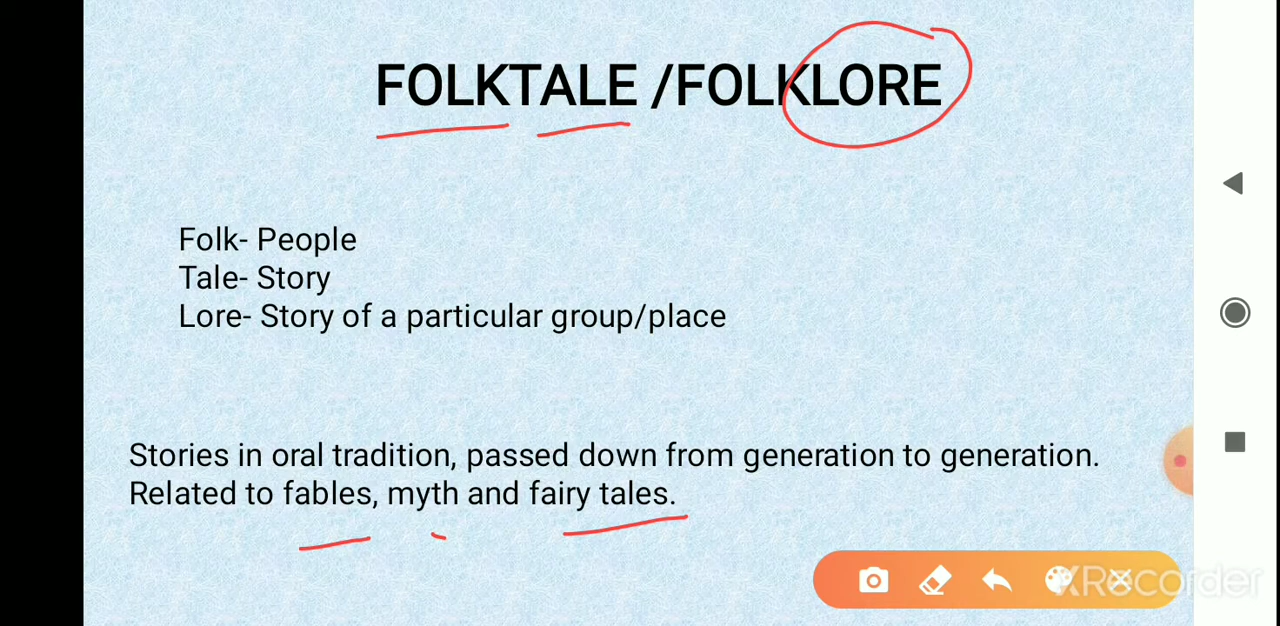 FOLKTALE /FOLKLORE
Folk- People
Tale- Story
Lore- Story of a particular group/place
Stories in oral tradition, passed down from generation to generation.
Related to fables, myth and fairy tales.
XRecorder